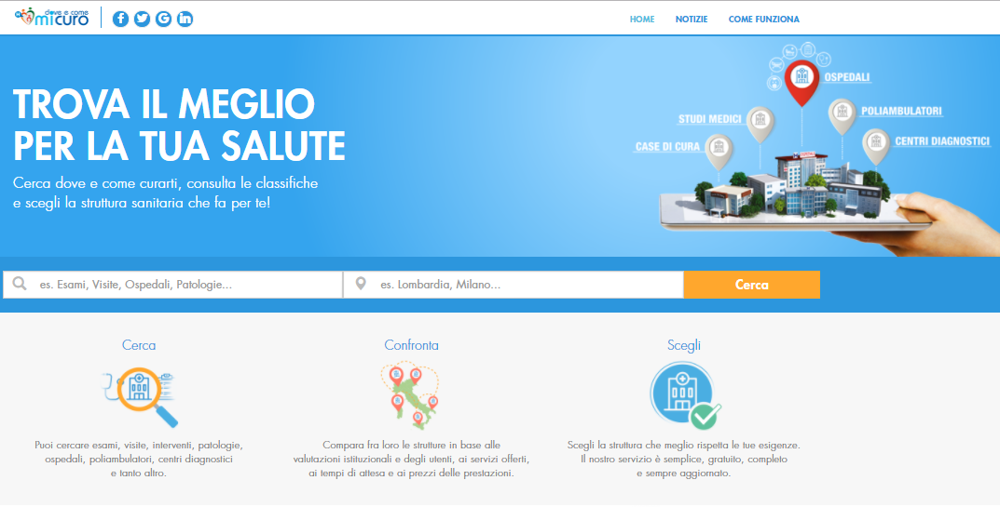 dove e come
micuro
HOME NOTIZIE COME FUNZIONA
TROVA IL MEGLIO
PER LA TUA SALUTE
Cerca dove e come curarti, consulta le classifiche
e scegli la struttura sanitaria che fa per te!
OSPEDALI
POLIAMBULATORI
STUDI MEDICI
CENTRI DIAGNOSTICI
CASE DI CURA
es. Esami, Visite, Ospedali, Patologie...
es. Lombardia, Milano...
Cerca
Cerca
Puoi cercare esami, visite, interventi, patologie,
ospedali, poliambulatori, centri diagnostici
e tanto altro.
Confronta
Compara fra loro le strutture in base alle
valutazioni istituzionali e degli utenti, ai servizi offerti,
ai tempi di attesa e ai prezzi delle prestazioni.
Scegli
Scegli la struttura che meglio rispetta le tue esigenze.
Il nostro servizio è semplice, gratuito, completo
e sempre aggiornato.